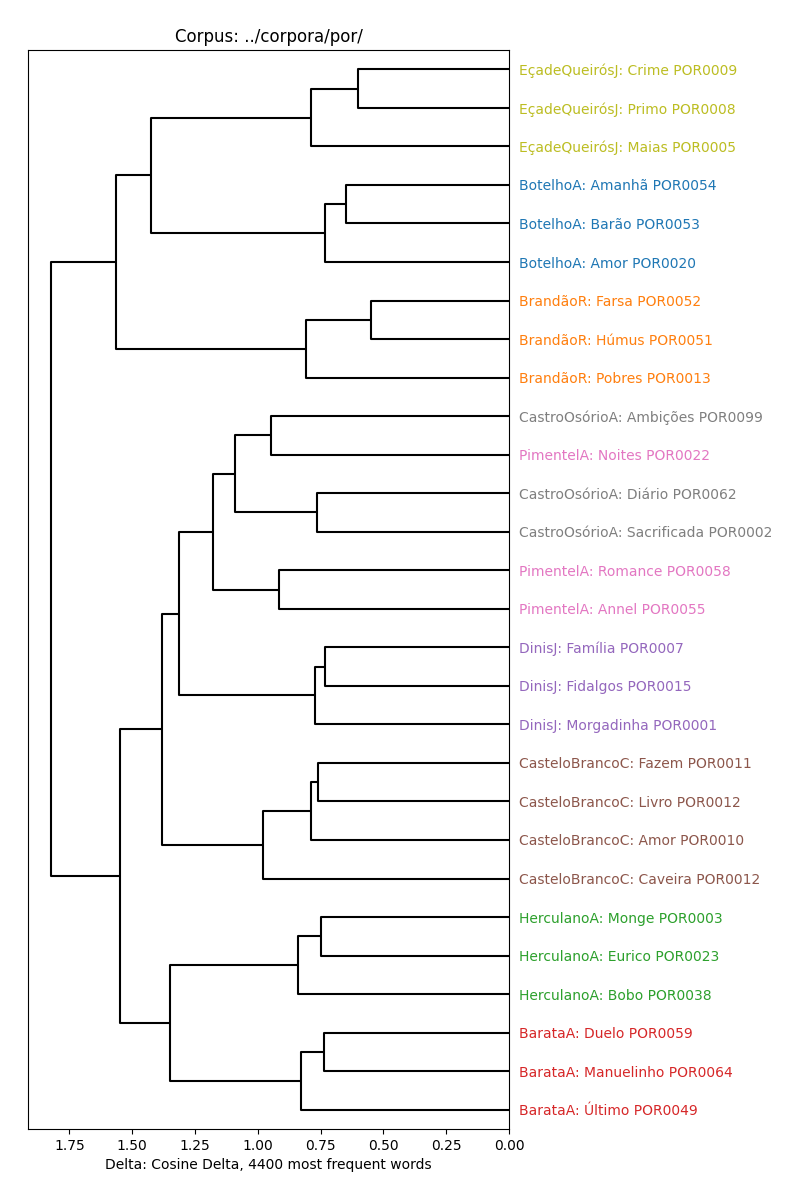 Corpus: ../corpora/por/
EçadeQueirósJ: Crime POR0009
EçadeQueirósJ: Primo POR0008
EçadeQueirósJ: Maias POR0005
BotelhoA: Amanhã POR0054
BotelhoA: Barão POR0053
BotelhoA: Amor POR0020
BrandãoR: Farsa POR0052
BrandãoR: Húmus POR0051
BrandãoR: Pobres POR0013
CastroOsórioA: Ambições POR0099
PimentelA: Noites POR0022
CastroOsórioA: Diário POR0062
CastroOsórioA: Sacrificada POR0002
PimentelA: Romance POR0058
PimentelA: Annel POR0055
DinisJ: Família POR0007
DinisJ: Fidalgos POR0015
DinisJ: Morgadinha POR0001
CasteloBrancoC: Fazem POR0011
CasteloBrancoC: Livro POR0012
CasteloBrancoC: Amor POR0010
CasteloBrancoC: Caveira POR0012
HerculanoA: Monge POR0003
HerculanoA: Eurico POR0023
HerculanoA: Bobo POR0038
BarataA: Duelo POR0059
BarataA: Manuelinho POR0064
BarataA: Último POR0049
1.75 1.50 1.25 1.00 0.75 0.50 0.25 0.00
Delta: Cosine Delta, 4400 most frequent words